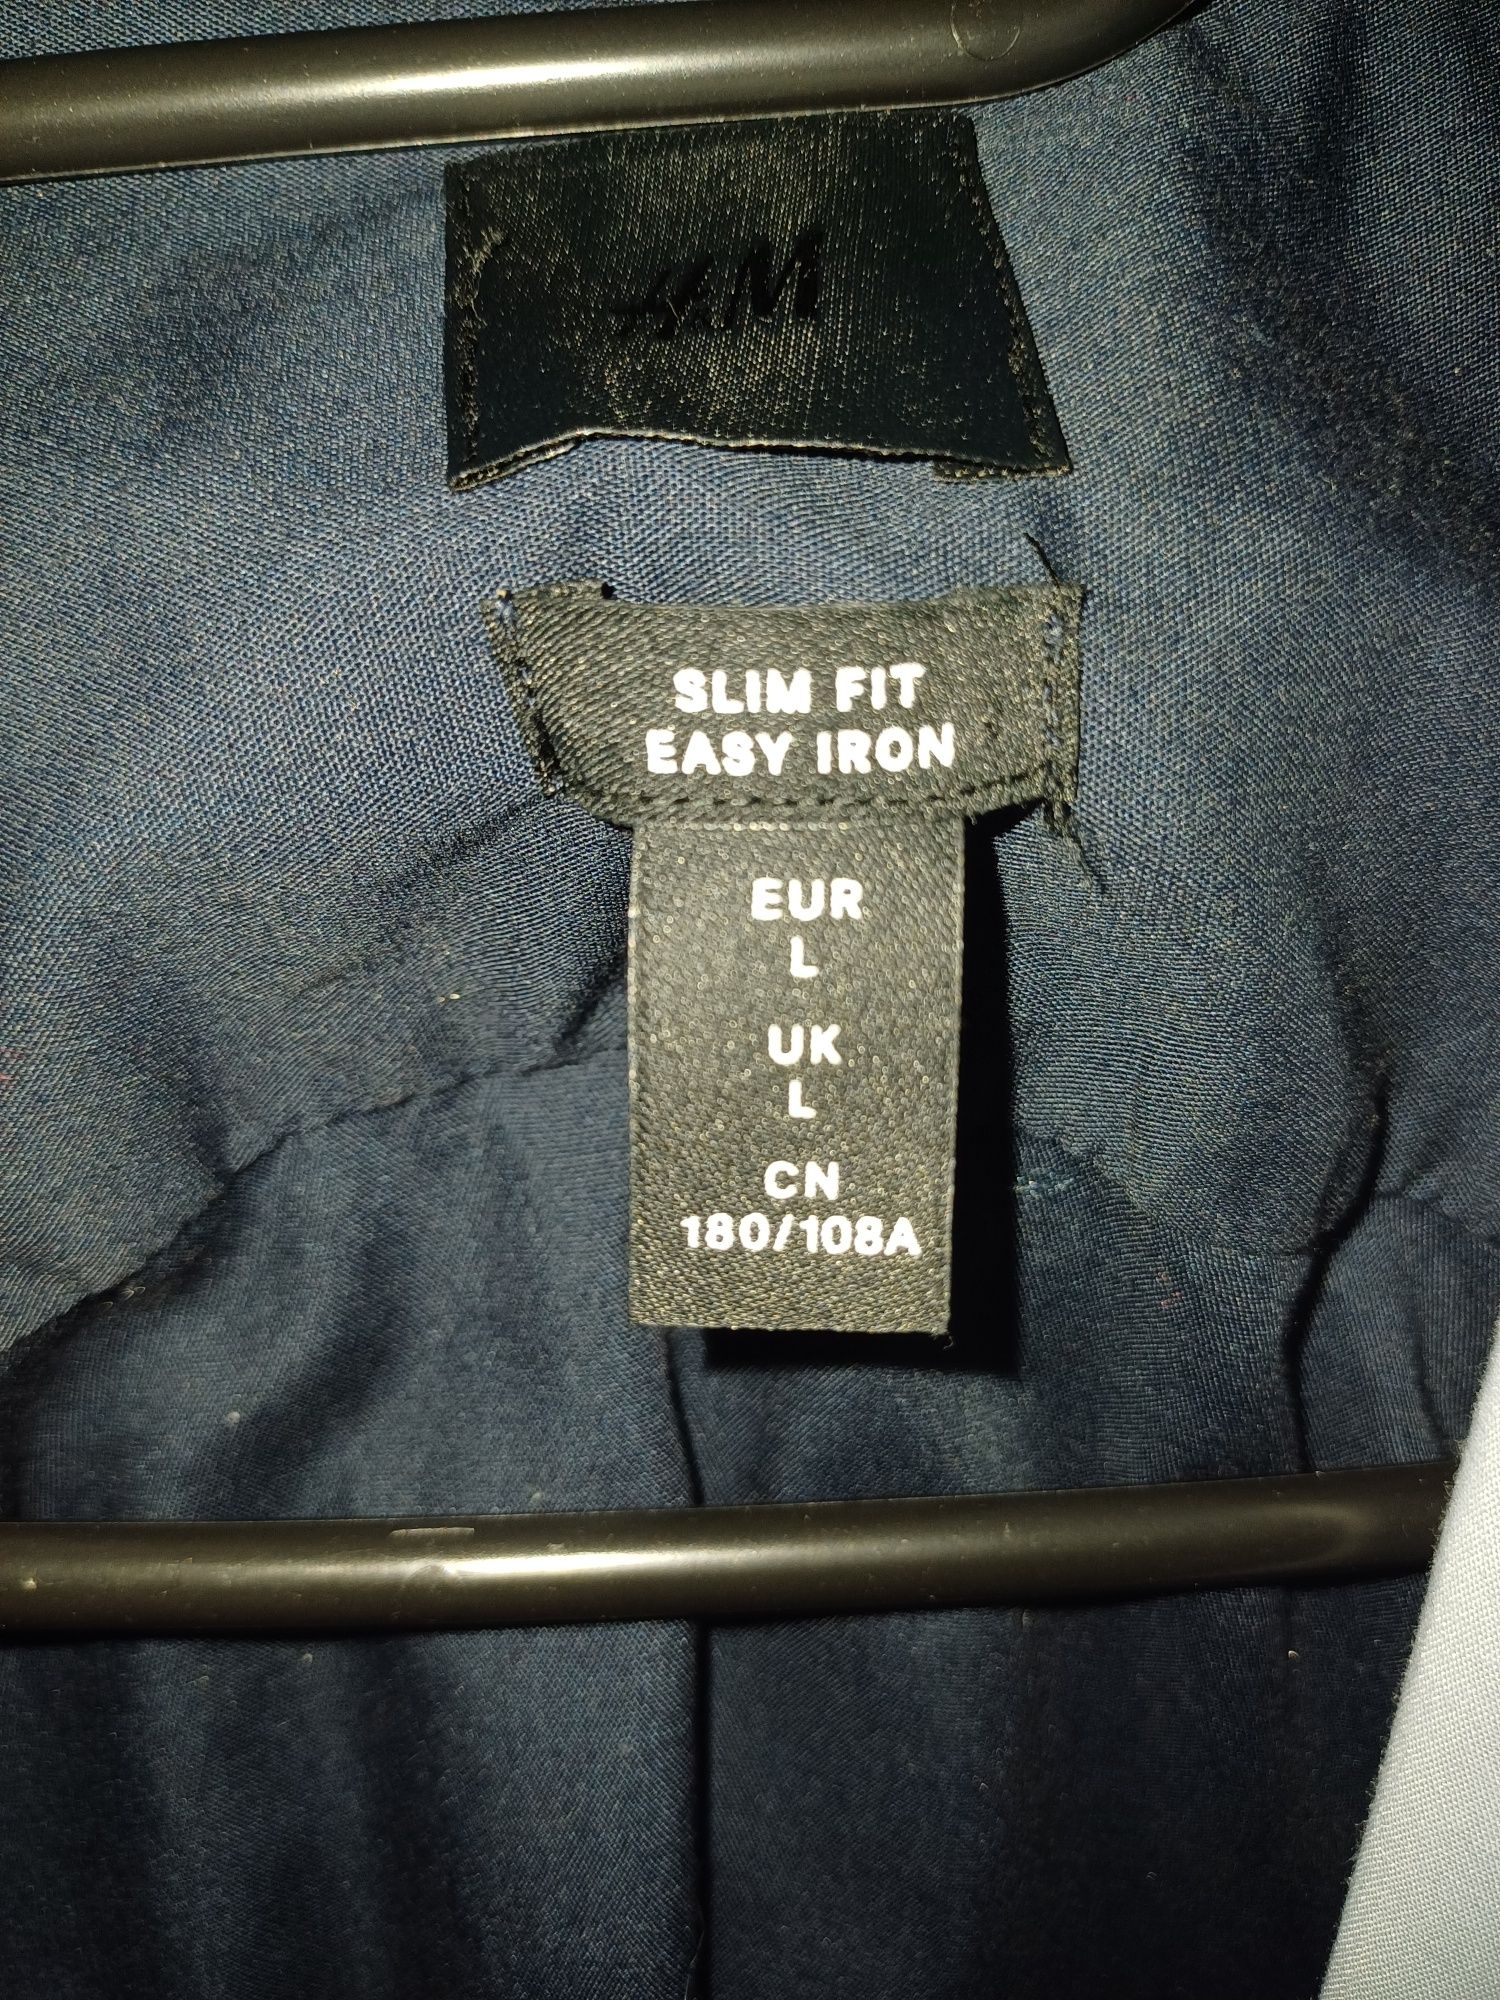 H&M
SLIM FIT
EASY IRON
EUR
L
UK
L
CN
180/108A